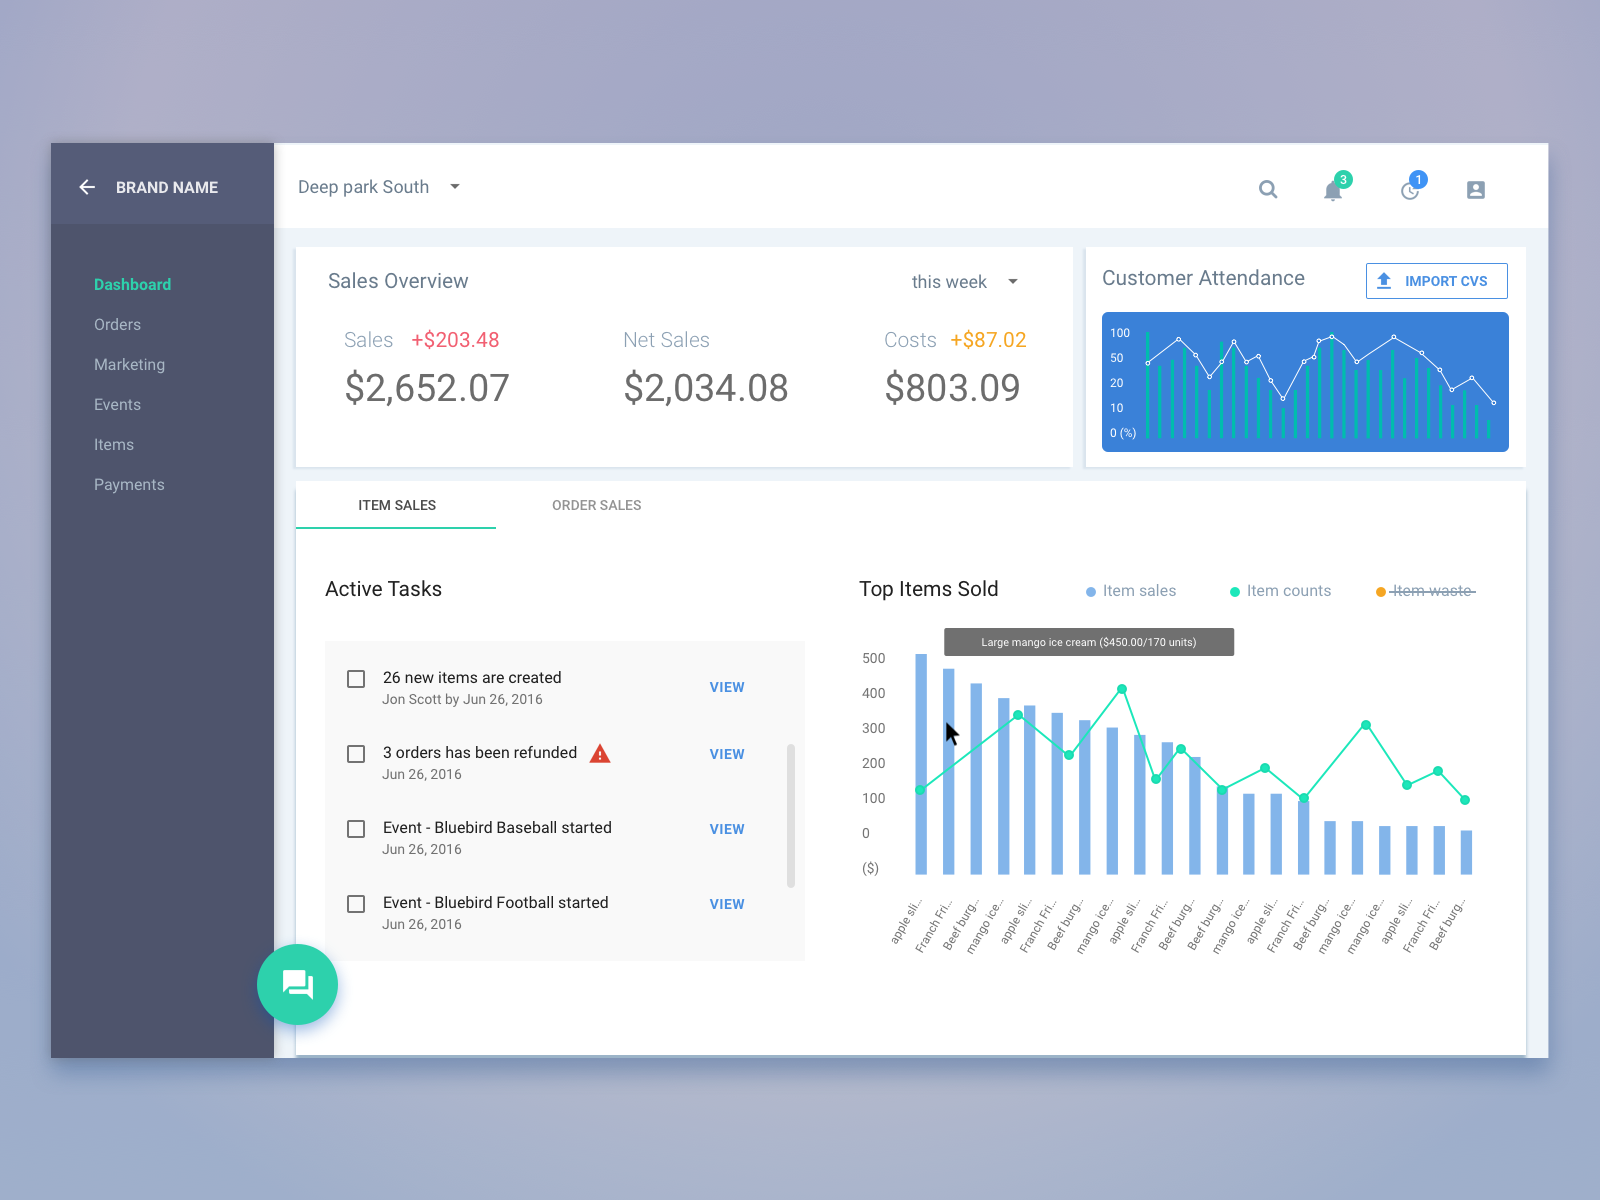 BRAND NAME
Deep park South
3
1
Dashboard
Orders
Marketing
Events
Items
Payments
Sales Overview
this week
Sales +$203.48
$2,652.07
Net Sales
$2,034.08
Costs +$87.02
$803.09
Customer Attendance
IMPORT CVS
100
50
20
10
0 (%)
ITEM SALES
ORDER SALES
Active Tasks
26 new items are created
Jon Scott by Jun 26, 2016
VIEW
3 orders has been refunded
Jun 26, 2016
VIEW
Event - Bluebird Baseball started
Jun 26, 2016
VIEW
Event - Bluebird Football started
Jun 26, 2016
VIEW
Top Items Sold
Item sales
Item counts
Item waste
Large mango ice cream ($450.00/170 units)
500
400
300
200
100
0
($)
apple sli...
Franch Fri...
Beef burg...
mango ice...
apple sli...
Franch Fri...
Beef burg...
mango ice...
apple sli...
Franch Fri...
Beef burg...
Beef burg...
mango ice...
apple sli...
Franch Fri...
Beef burg...
mango ice...
mango ice...
apple sli...
Franch Fri...
Beef burg...